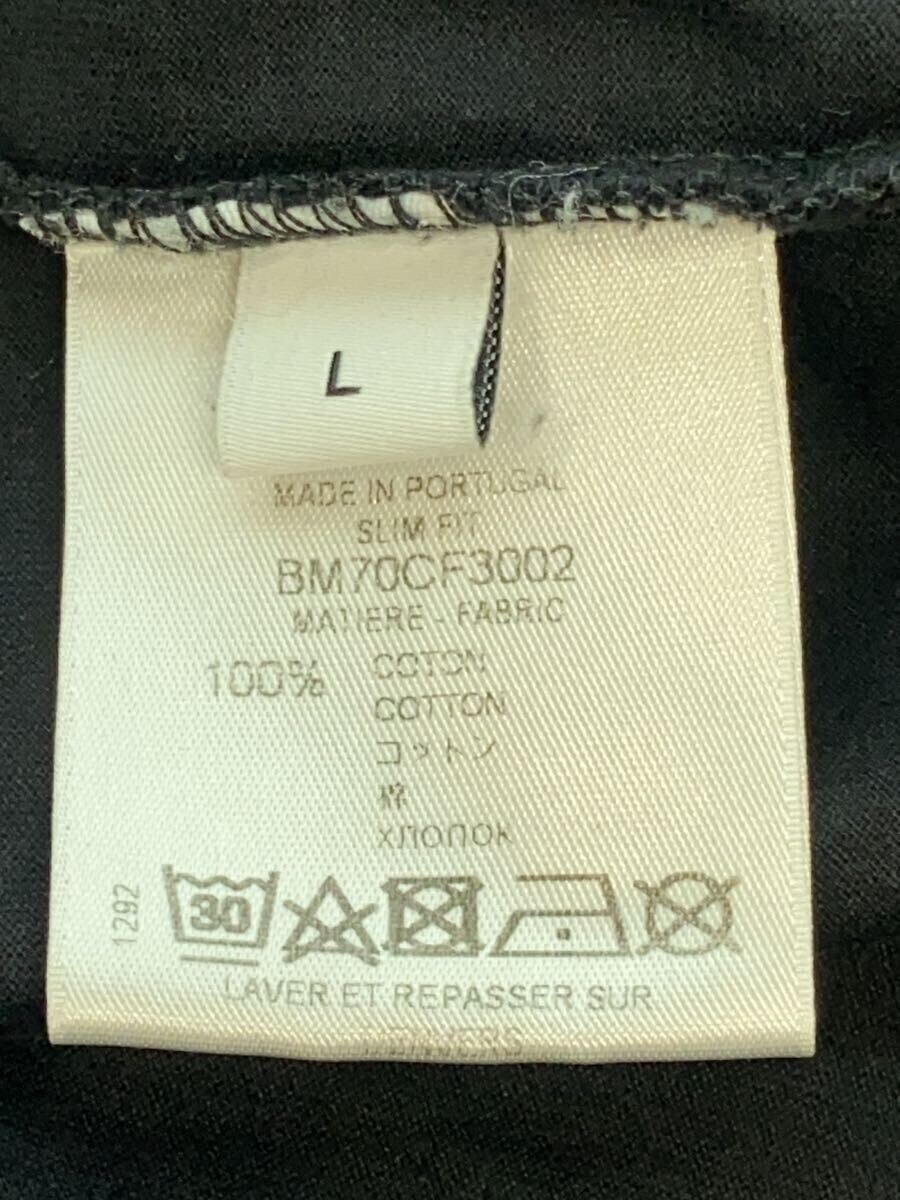 L
MADE IN PORTUGAL
SLIM FIT
BM70CF3002
MATIERE - FABRIC
100% COTON
COTTON
コットン
棉
хлопок
1292
30
LAVER ET REPASSER SUR
L'ENVERS